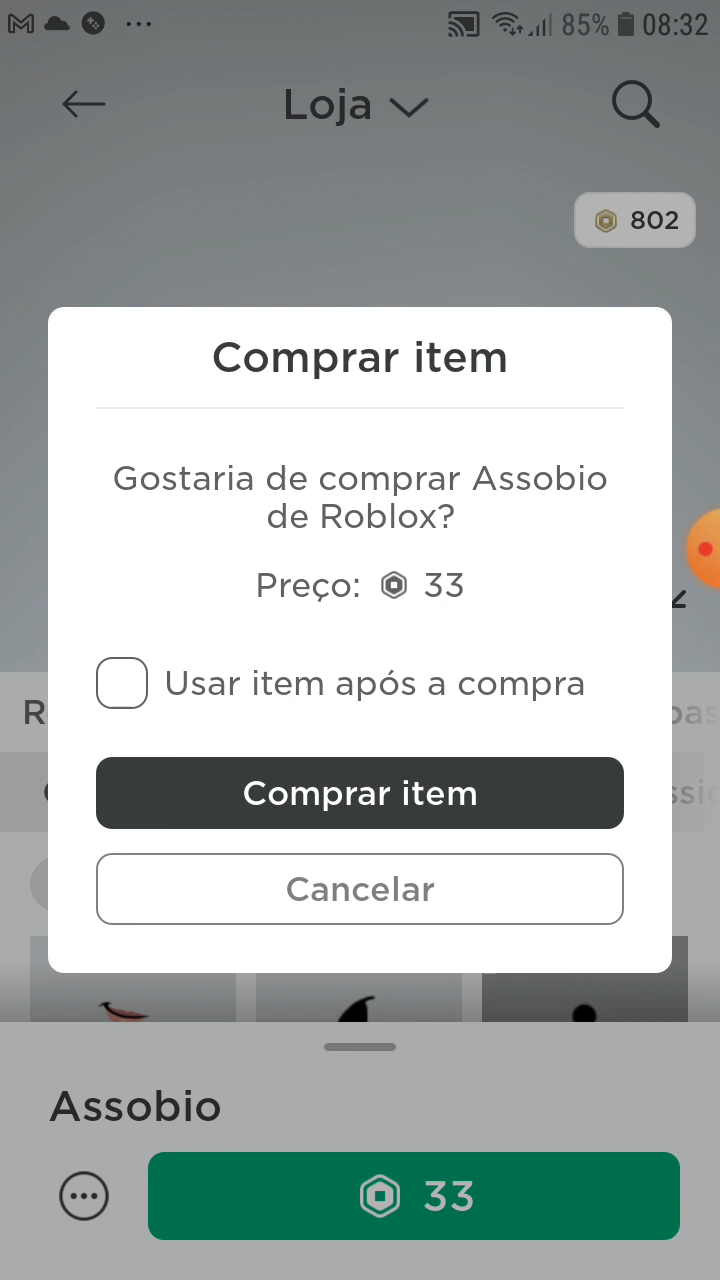 85% 08:32
Loja
802
Comprar item
Gostaria de comprar Assobio
de Roblox?
Preço: 33
Usar item após a compra
Comprar item
Cancelar
Assobio
33